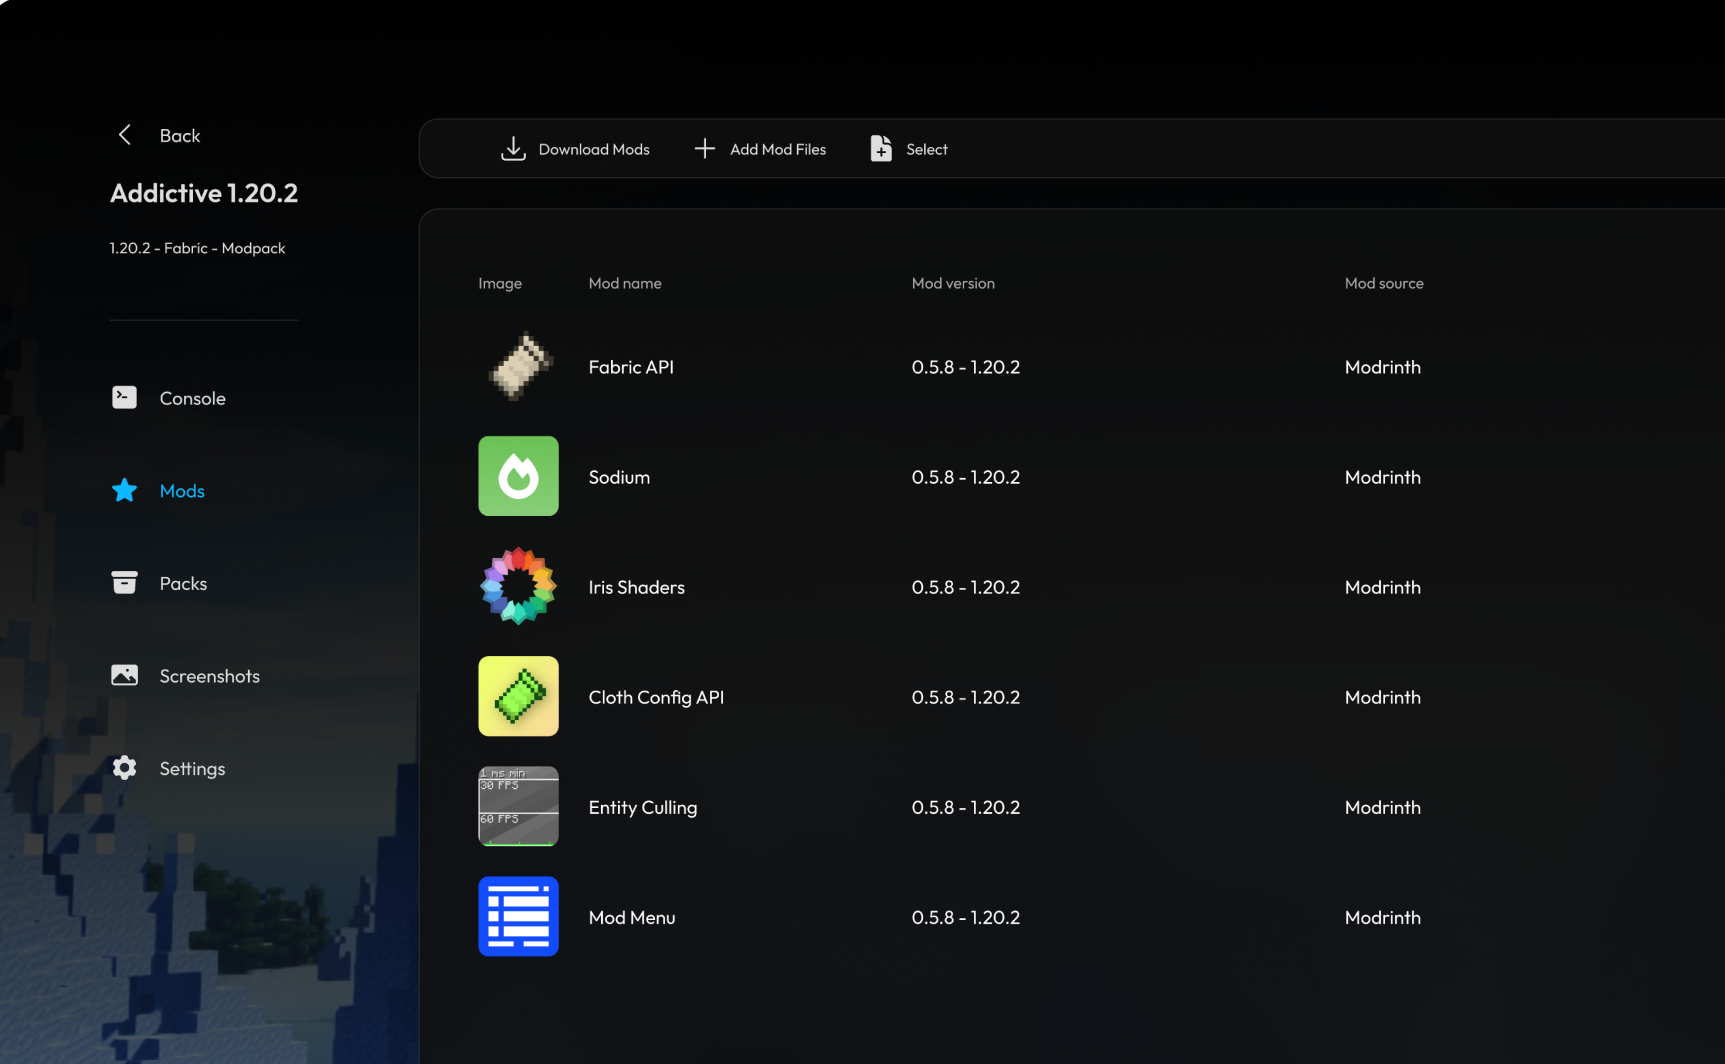 Back
Addictive 1.20.2
1.20.2 - Fabric - Modpack
Console
Mods
Packs
Screenshots
Settings
Download Mods
Add Mod Files
Select
Image Mod name Mod version Mod source
Fabric API 0.5.8 - 1.20.2 Modrinth
Sodium 0.5.8 - 1.20.2 Modrinth
Iris Shaders 0.5.8 - 1.20.2 Modrinth
Cloth Config API 0.5.8 - 1.20.2 Modrinth
1 ms min
30 FPS
60 FPS
Entity Culling 0.5.8 - 1.20.2 Modrinth
Mod Menu 0.5.8 - 1.20.2 Modrinth